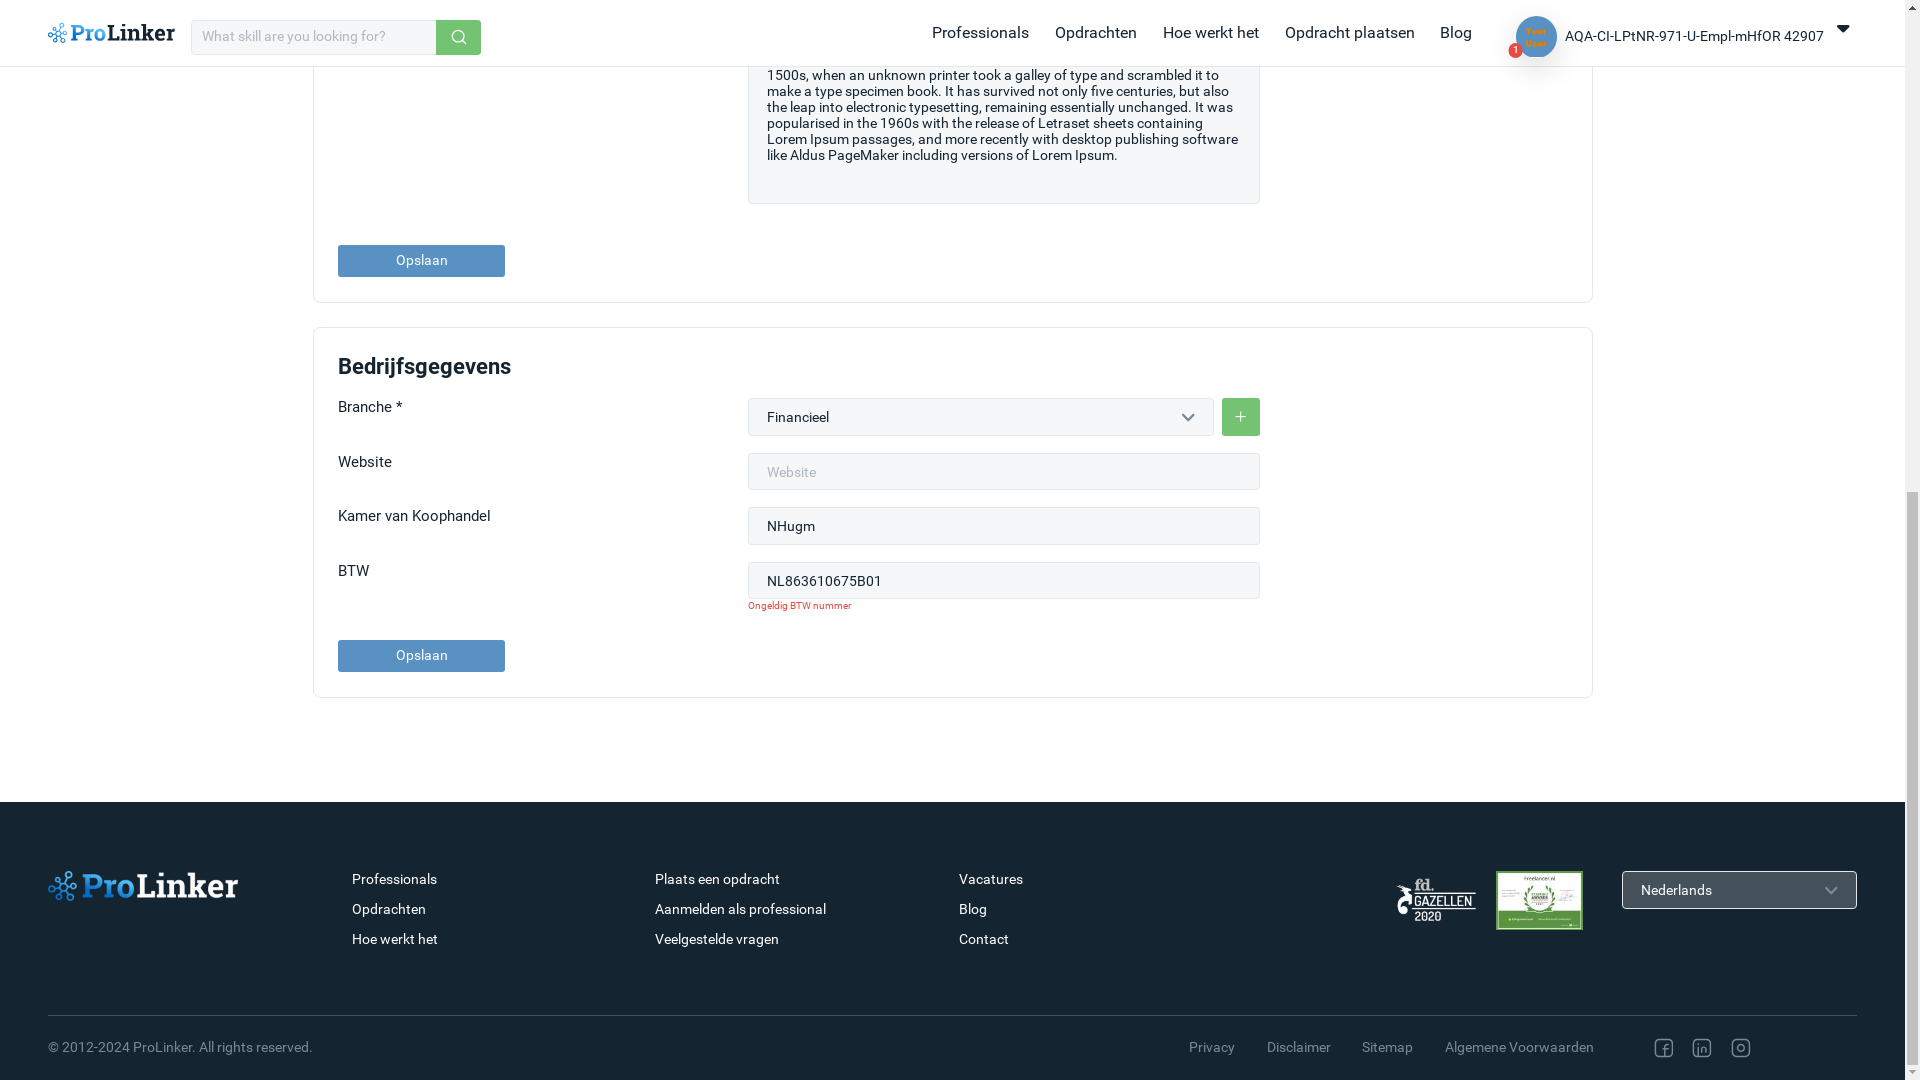 ProLinker
What skill are you looking for?
Professionals
Opdrachten
Hoe werkt het
Opdracht plaatsen
Blog
1
AQA-CI-LPtNR-971-U-Empl-mHfOR 42907
1500s, when an unknown printer took a galley of type and scrambled it to
make a type specimen book. It has survived not only five centuries, but also
the leap into electronic typesetting, remaining essentially unchanged. It was
popularised in the 1960s with the release of Letraset sheets containing
Lorem Ipsum passages, and more recently with desktop publishing software
like Aldus PageMaker including versions of Lorem Ipsum.
Opslaan
Bedrijfsgegevens
Branche *
Financieel
+
Website
Website
Kamer van Koophandel
NHugm
BTW
NL863610675B01
Ongeldig BTW nummer
Opslaan
ProLinker
Professionals
Opdrachten
Hoe werkt het
Plaats een opdracht
Aanmelden als professional
Veelgestelde vragen
Vacatures
Blog
Contact
fd.
GAZELLEN
2020
Freelancer.nl
Nederlands
© 2012-2024 ProLinker. All rights reserved.
Privacy
Disclaimer
Sitemap
Algemene Voorwaarden